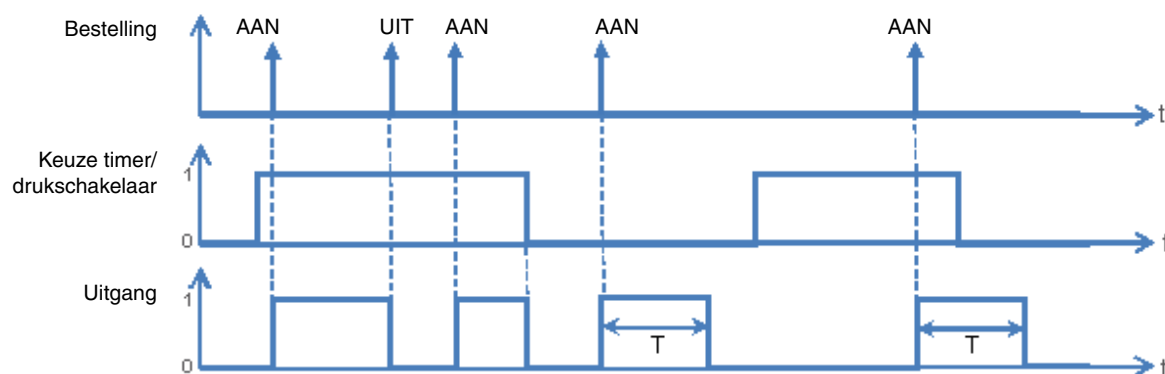 Bestelling
AAN UIT AAN AAN AAN
t
Keuze timer/
drukschakelaar
1
0
t
Uitgang
1
T T
0
t